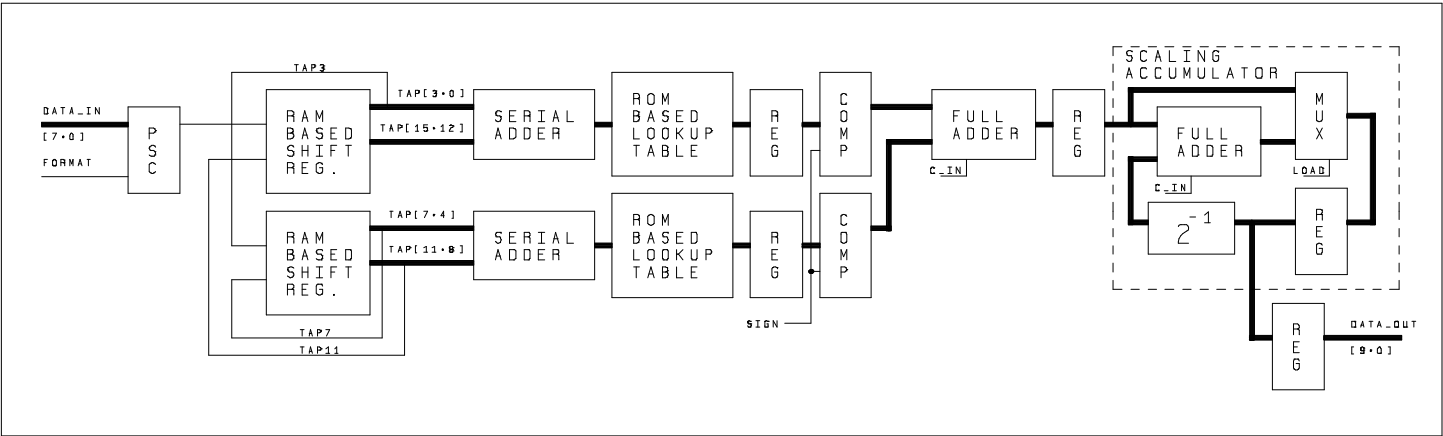 SCALING
ACCUMULATOR
TAP3
DATA_IN
[7·0]
FORMAT
PSC
RAM
BASED
SHIFT
REG.
TAP[3·0]
TAP[15·12]
SERIAL
ADDER
ROM
BASED
LOOKUP
TABLE
REG
COMP
FULL
ADDER
C_IN
REG
FULL
ADDER
C_IN
MUX
LOAD
RAM
BASED
SHIFT
REG.
TAP[7·4]
TAP[11·8]
SERIAL
ADDER
ROM
BASED
LOOKUP
TABLE
REG
COMP
2-1
REG
SIGN
TAP7
TAP11
REG
DATA_OUT
[9·0]